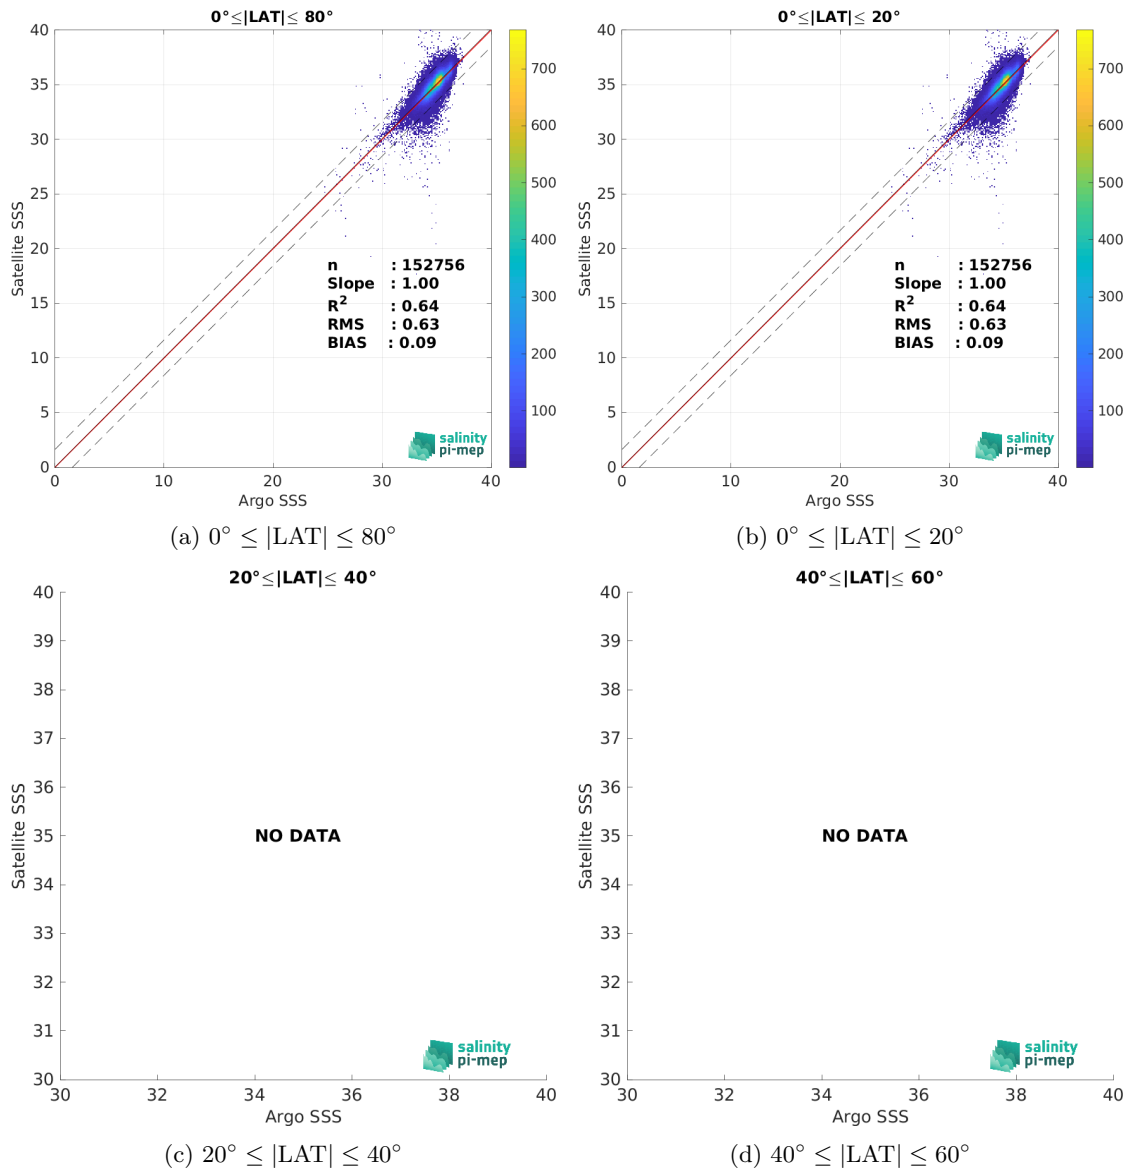 0°≤|LAT|≤ 80°
40
35
30
25
20
15
10
5
0
Satellite SSS
700
600
500
400
300
200
100
n : 152756
Slope : 1.00
R2 : 0.64
RMS : 0.63
BIAS : 0.09
salinity
pi-mep
0 10 20 30 40
Argo SSS
(a) 0° ≤ |LAT| ≤ 80°
0°≤|LAT|≤ 20°
40
35
30
25
20
15
10
5
0
Satellite SSS
700
600
500
400
300
200
100
n : 152756
Slope : 1.00
R2 : 0.64
RMS : 0.63
BIAS : 0.09
salinity
pi-mep
0 10 20 30 40
Argo SSS
(b) 0° ≤ |LAT| ≤ 20°
20°≤|LAT|≤ 40°
40
39
38
37
36
35
34
33
32
31
30
Satellite SSS
NO DATA
salinity
pi-mep
30 32 34 36 38 40
Argo SSS
(c) 20° ≤ |LAT| ≤ 40°
40°≤|LAT|≤ 60°
40
39
38
37
36
35
34
33
32
31
30
Satellite SSS
NO DATA
salinity
pi-mep
30 32 34 36 38 40
Argo SSS
(d) 40° ≤ |LAT| ≤ 60°